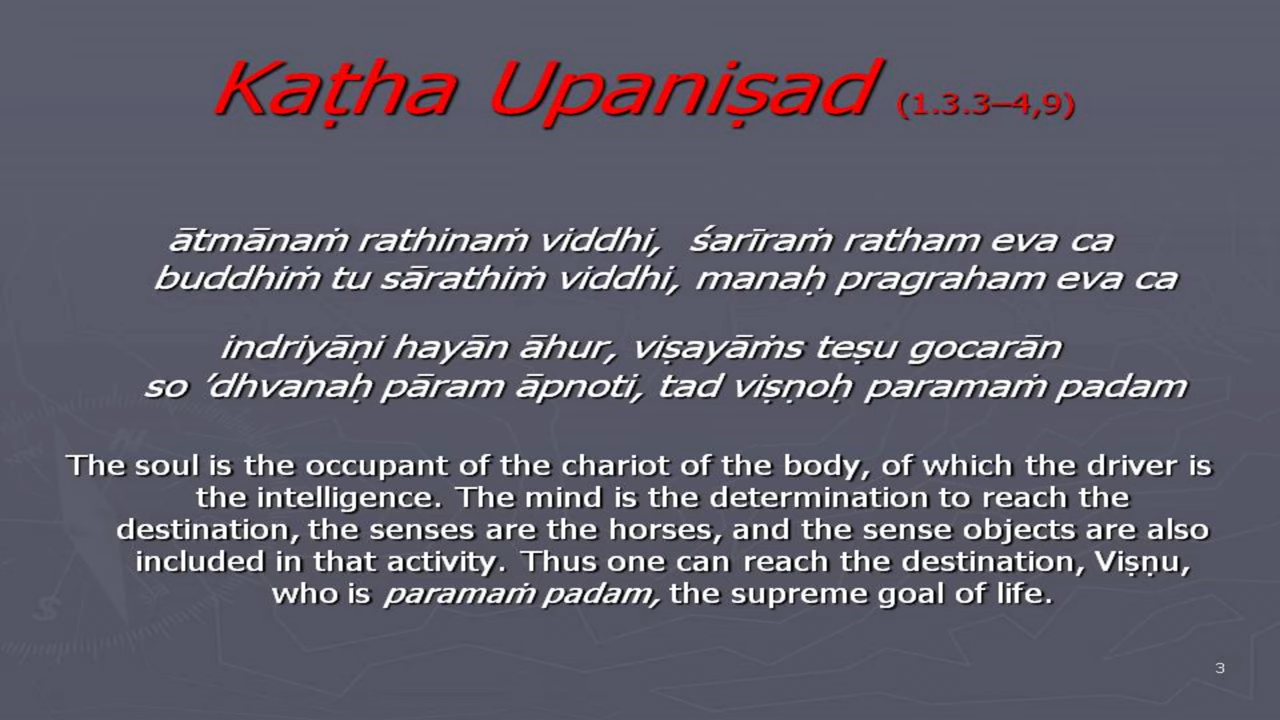 Kaṭha Upaniṣad (1.3.3–4,9)
ātmānaṁ rathinaṁ viddhi, śarīraṁ ratham eva ca
buddhiṁ tu sārathiṁ viddhi, manaḥ pragraham eva ca
indriyāṇi hayān āhur, viṣayāṁs teṣu gocarān
so ’dhvanaḥ pāram āpnoti, tad viṣṇoḥ paramaṁ padam
The soul is the occupant of the chariot of the body, of which the driver is
the intelligence. The mind is the determination to reach the
destination, the senses are the horses, and the sense objects are also
included in that activity. Thus one can reach the destination, Viṣṇu,
who is paramaṁ padam, the supreme goal of life.
3